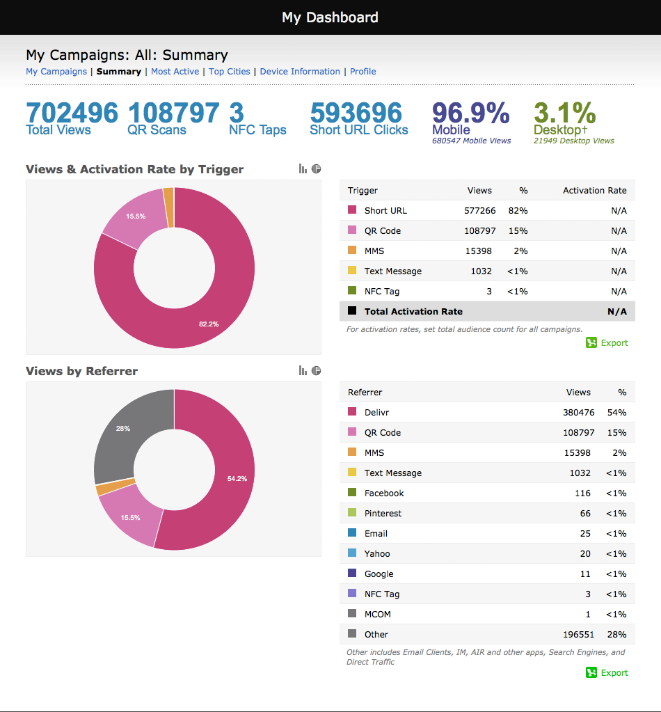 My Dashboard
My Campaigns: All: Summary
My Campaigns | Summary | Most Active | Top Cities | Device Information | Profile
702496 108797 3 593696 96.9% 3.1%
Total Views QR Scans NFC Taps Short URL Clicks Mobile Desktop†
680547 Mobile Views 21949 Desktop Views
Views & Activation Rate by Trigger
15.5%
82.2%
Trigger Views % Activation Rate
Short URL 577266 82% N/A
QR Code 108797 15% N/A
MMS 15398 2% N/A
Text Message 1032 <1% N/A
NFC Tag 3 <1% N/A
Total Activation Rate N/A
For activation rates, set total audience count for all campaigns.
Export
Views by Referrer
28%
54.2%
15.5%
Referrer Views %
Delivr 380476 54%
QR Code 108797 15%
MMS 15398 2%
Text Message 1032 <1%
Facebook 116 <1%
Pinterest 66 <1%
Email 25 <1%
Yahoo 20 <1%
Google 11 <1%
NFC Tag 3 <1%
MCOM 1 <1%
Other 196551 28%
Other includes Email Clients, IM, AIR and other apps, Search Engines, and
Direct Traffic
Export